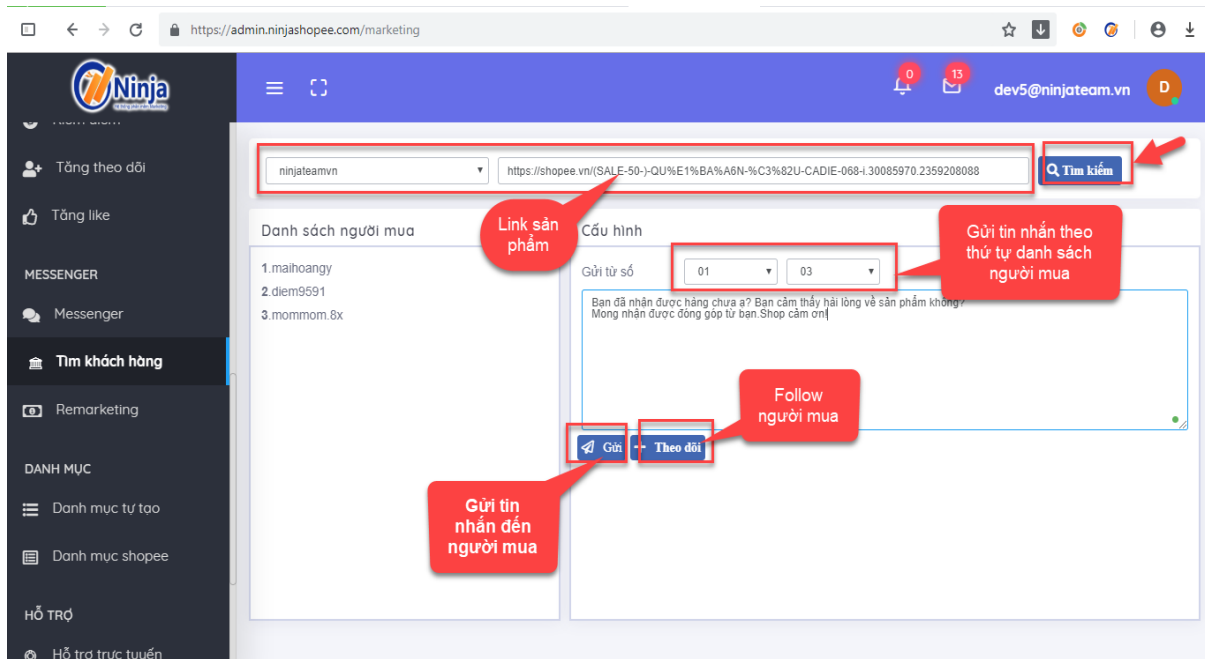 https://admin.ninjashopee.com/marketing
Ninja
0
13
dev5@ninjateam.vn
D
Tăng theo dõi
Tăng like
MESSENGER
Messenger
Tìm khách hàng
Remarketing
DANH MỤC
Danh mục tự tạo
Danh mục shopee
HỖ TRỢ
Hỗ trợ trực tuyến
ninjateamvn
https://shopee.vn/(SALE-50-)-QU%E1%BA%A6N-%C3%82U-CADIE-068-i.30085970.2359208088
Tìm kiếm
Link sản
phẩm
Danh sách người mua
1.maihoangy
2.diem9591
3.mommom.8x
Cấu hình
Gửi từ số
01
03
Gửi tin nhắn theo
thứ tự danh sách
người mua
Bạn đã nhận được hàng chưa ạ? Bạn cảm thấy hài lòng về sản phẩm không?
Mong nhận được đóng góp từ bạn.Shop cảm ơn!
Follow
người mua
Gửi
Theo dõi
Gửi tin
nhắn đến
người mua